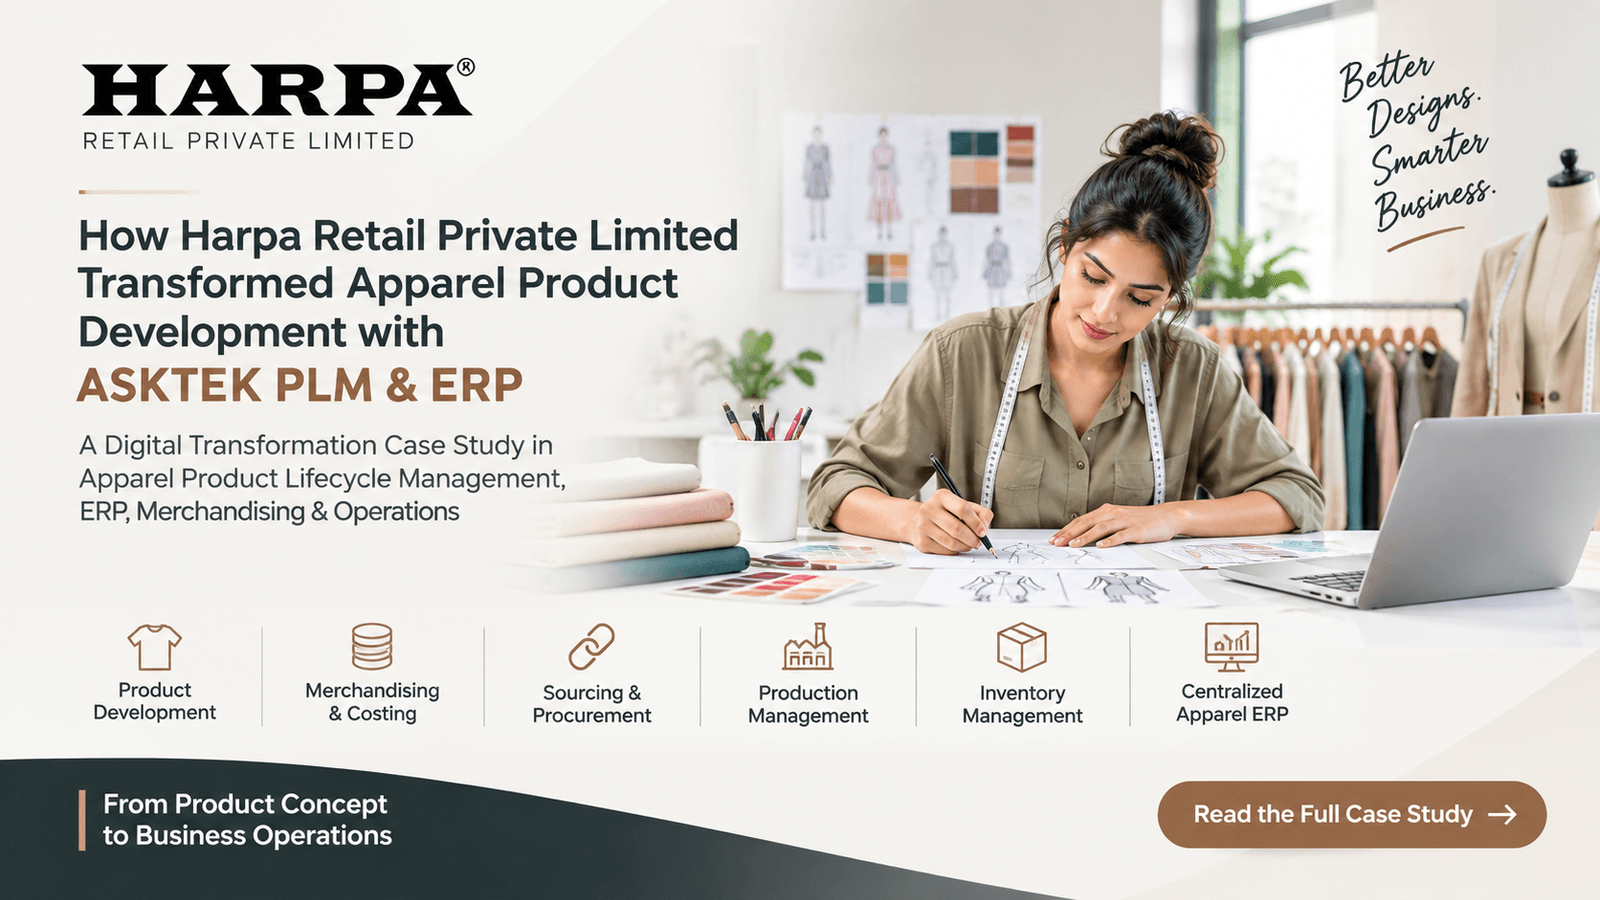 HARPA®
RETAIL PRIVATE LIMITED
How Harpa Retail Private Limited
Transformed Apparel Product
Development with
ASKTEK PLM & ERP
A Digital Transformation Case Study in
Apparel Product Lifecycle Management,
ERP, Merchandising & Operations
Better
Designs.
Smarter
Business.
Product
Development
Merchandising
& Costing
Sourcing &
Procurement
Production
Management
Inventory
Management
Centralized
Apparel ERP
From Product Concept
to Business Operations
Read the Full Case Study →